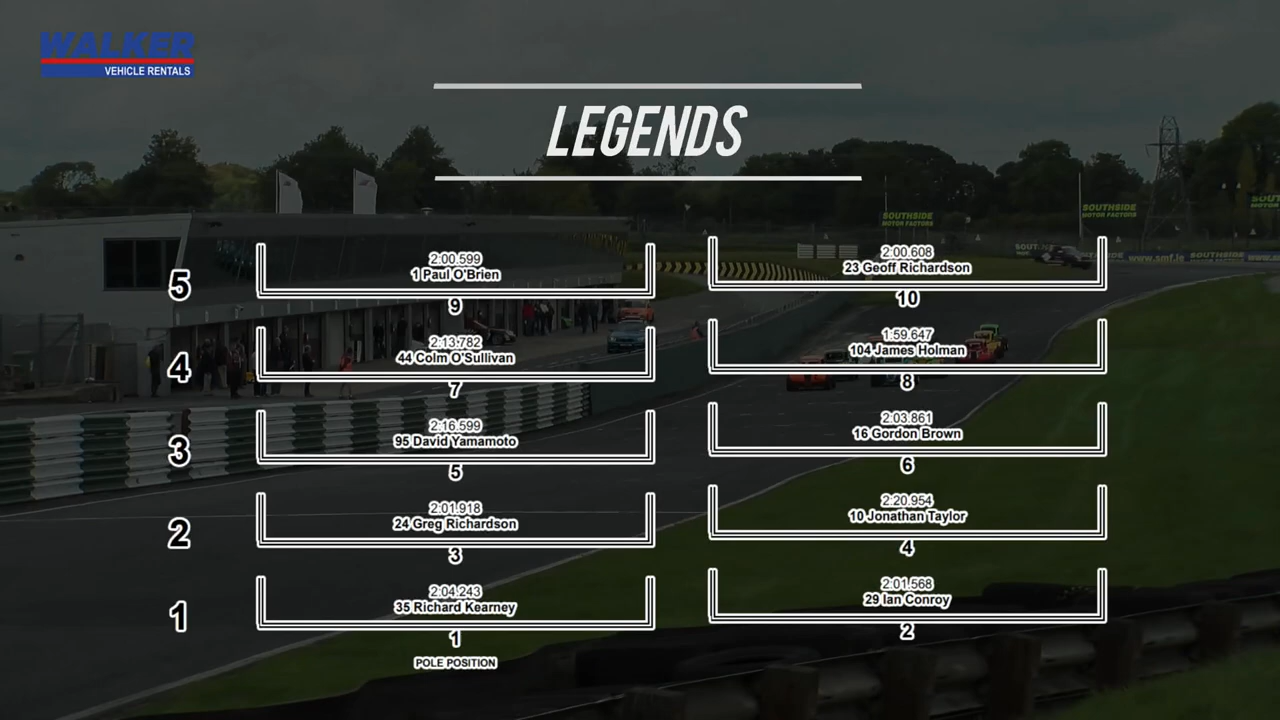 WALKER
VEHICLE RENTALS
LEGENDS
SOUTHSIDE
MOTOR FACTORS
SOUTHSIDE
MOTOR FACTORS
SOUTHSIDE
www.smf.ie
5
2:00.599
1 Paul O'Brien
9
2:00.608
23 Geoff Richardson
10
4
2:13.782
44 Colm O'Sullivan
7
1:59.647
104 James Holman
8
3
2:16.599
95 David Yamamoto
5
2:03.861
16 Gordon Brown
6
2
2:01.918
24 Greg Richardson
3
2:20.954
10 Jonathan Taylor
4
1
2:04.243
35 Richard Kearney
1
POLE POSITION
2:01.568
29 Ian Conroy
2